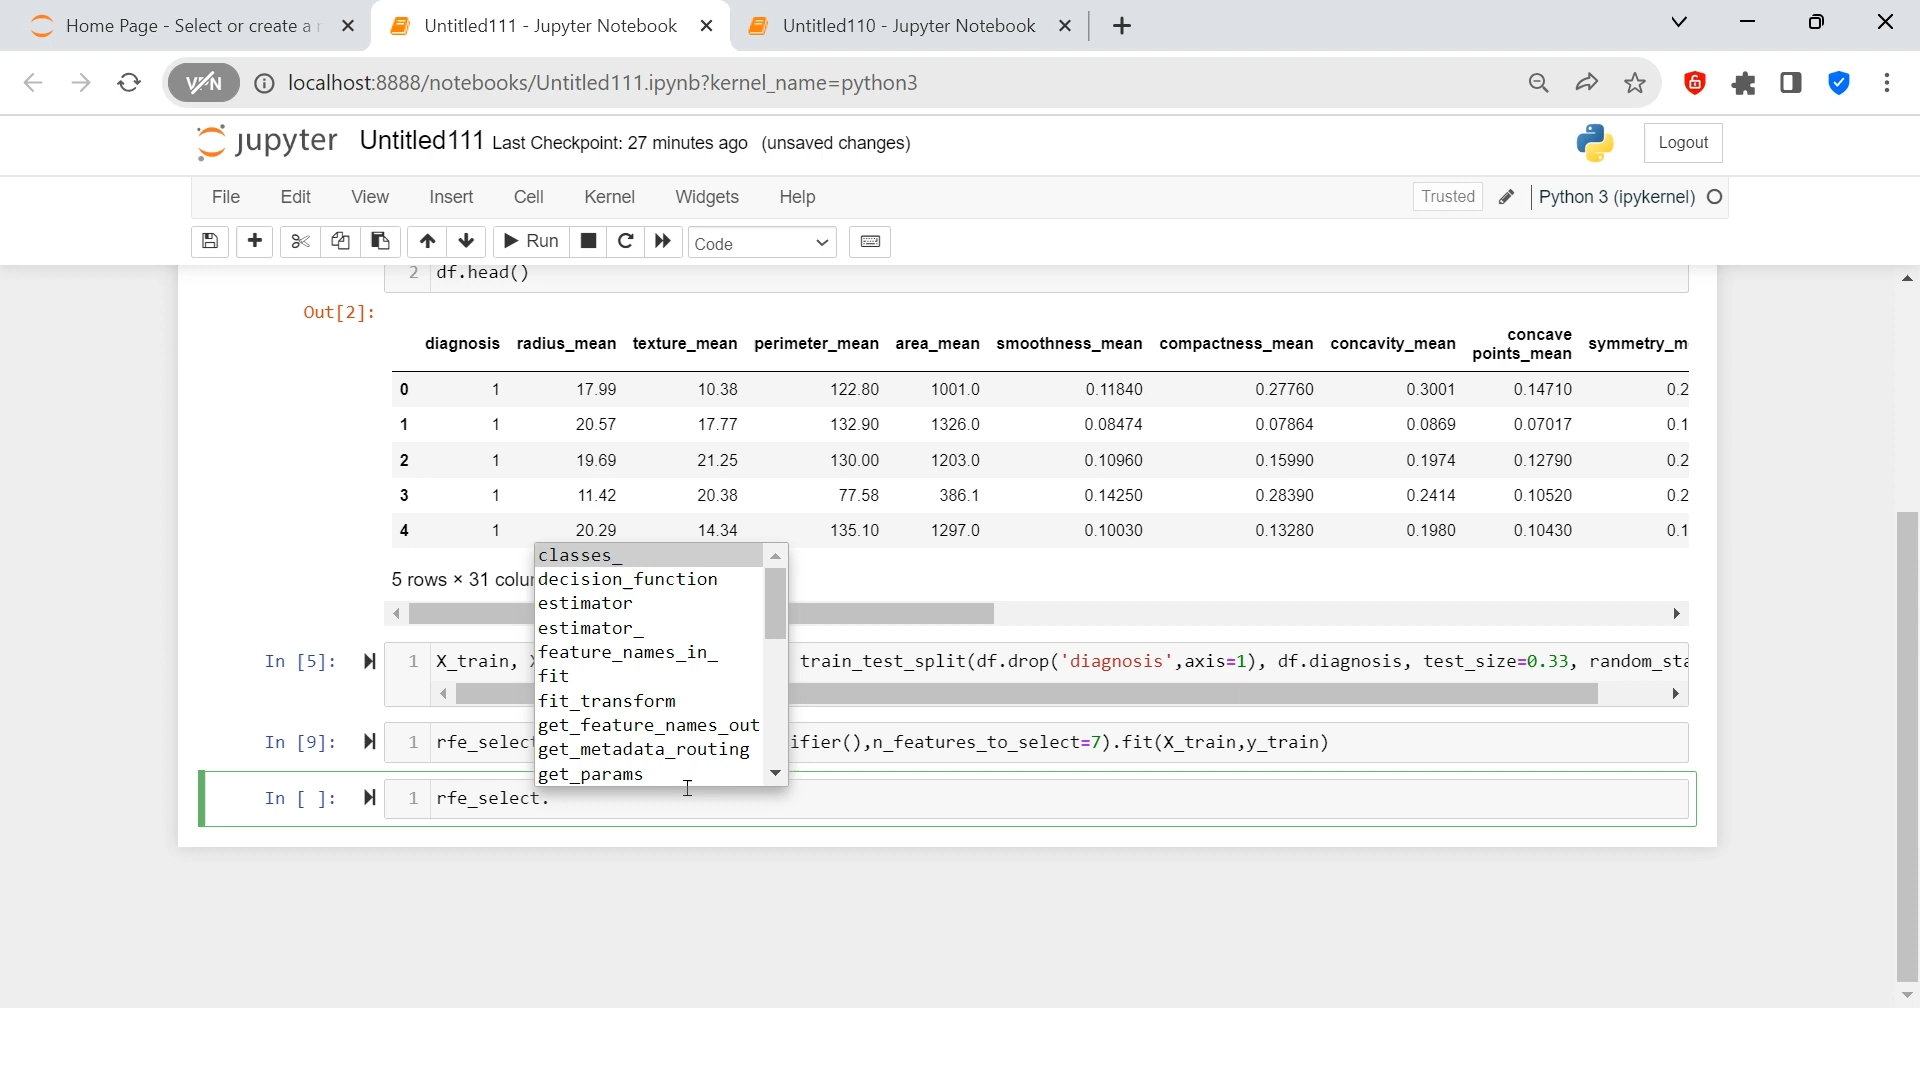 Home Page - Select or create a n
Untitled111 - Jupyter Notebook
Untitled110 - Jupyter Notebook
VPN
localhost:8888/notebooks/Untitled111.ipynb?kernel_name=python3
jupyter Untitled111 Last Checkpoint: 27 minutes ago (unsaved changes)
Logout
File Edit View Insert Cell Kernel Widgets Help
Trusted
Python 3 (ipykernel)
Run
Code
2 df.head()
Out[2]:
diagnosis radius_mean texture_mean perimeter_mean area_mean smoothness_mean compactness_mean concavity_mean concave points_mean symmetry_m
0 1 17.99 10.38 122.80 1001.0 0.11840 0.27760 0.3001 0.14710 0.2
1 1 20.57 17.77 132.90 1326.0 0.08474 0.07864 0.0869 0.07017 0.1
2 1 19.69 21.25 130.00 1203.0 0.10960 0.15990 0.1974 0.12790 0.2
3 1 11.42 20.38 77.58 386.1 0.14250 0.28390 0.2414 0.10520 0.2
4 1 20.29 14.34 135.10 1297.0 0.10030 0.13280 0.1980 0.10430 0.1
5 rows × 31 colu
classes_
decision_function
estimator
estimator_
feature_names_in_
fit
fit_transform
get_feature_names_out
get_metadata_routing
get_params
In [5]: 1 X_train, train_test_split(df.drop('diagnosis',axis=1), df.diagnosis, test_size=0.33, random_sta
In [9]: 1 rfe_select ifier(),n_features_to_select=7).fit(X_train,y_train)
In [ ]: 1 rfe_select.